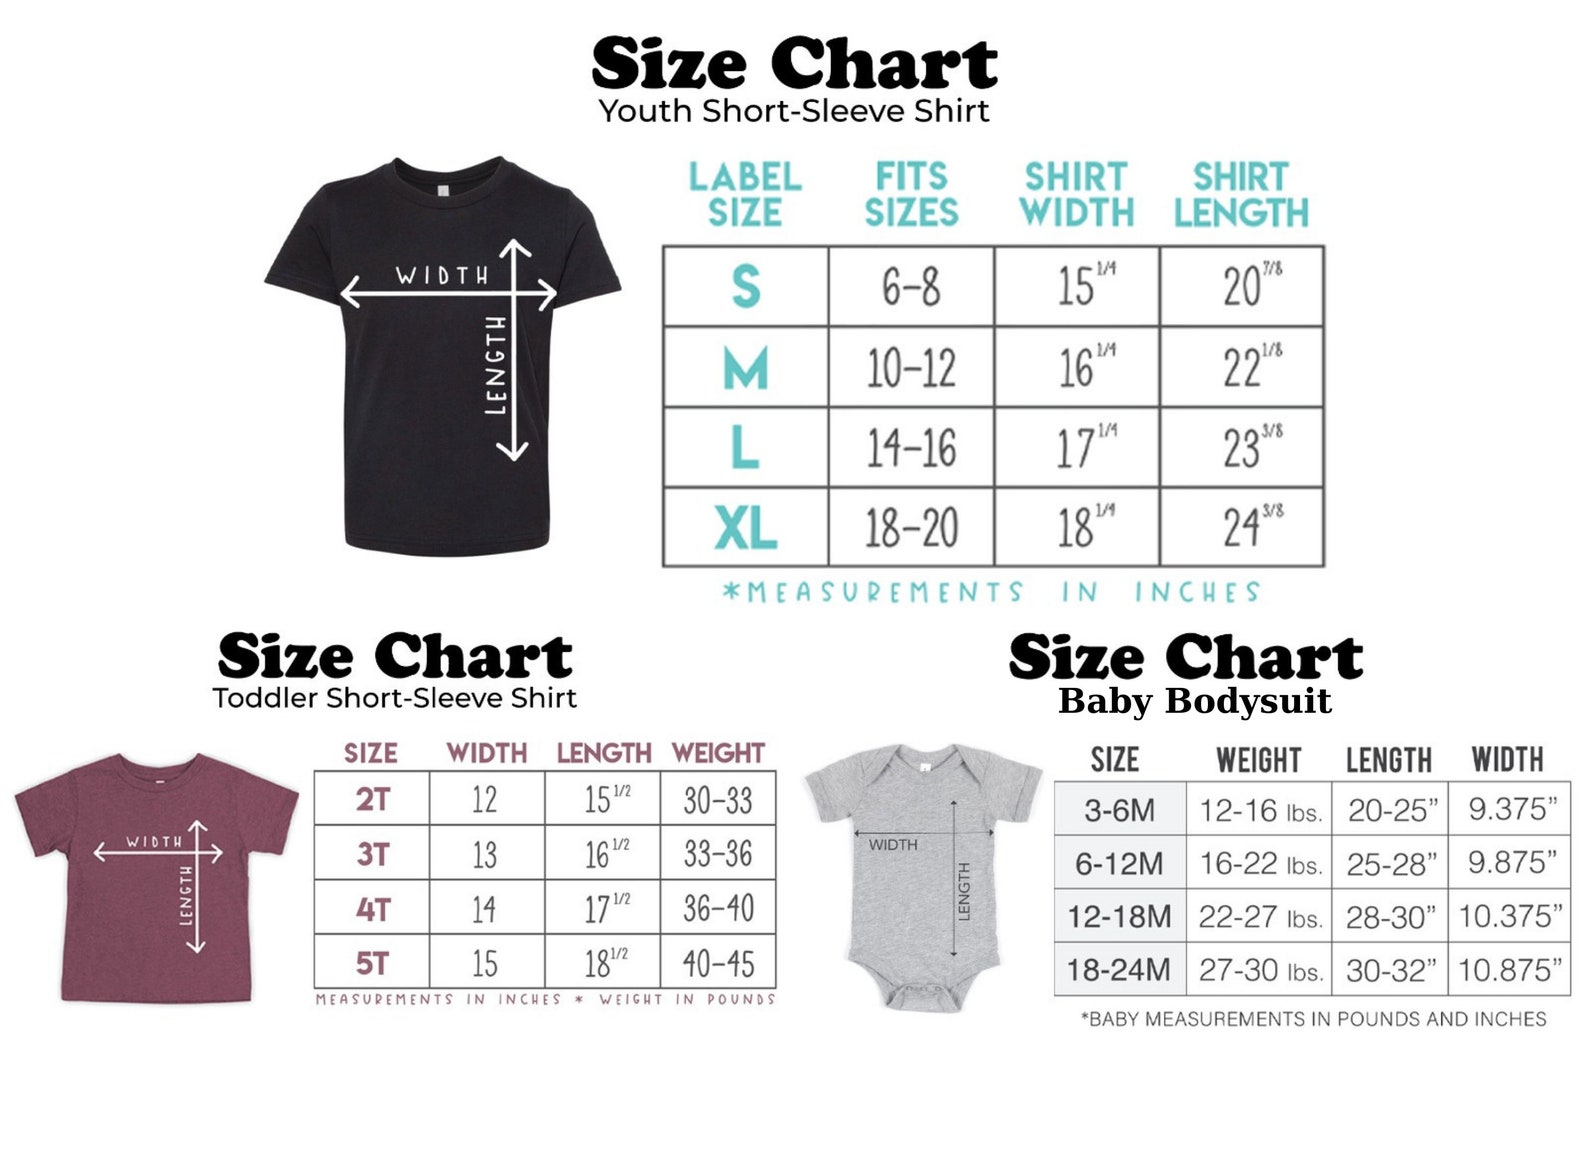 Size Chart
Youth Short-Sleeve Shirt
LABEL SIZE FITS SIZES SHIRT WIDTH SHIRT LENGTH
S 6-8 15 1/4 20 7/8
M 10-12 16 1/4 22 1/8
L 14-16 17 1/4 23 3/8
XL 18-20 18 1/4 24 3/8
*MEASUREMENTS IN INCHES
WIDTH
LENGTH
Size Chart
Toddler Short-Sleeve Shirt
SIZE WIDTH LENGTH WEIGHT
2T 12 15 1/2 30-33
3T 13 16 1/2 33-36
4T 14 17 1/2 36-40
5T 15 18 1/2 40-45
MEASUREMENTS IN INCHES * WEIGHT IN POUNDS
WIDTH
LENGTH
Size Chart
Baby Bodysuit
SIZE WEIGHT LENGTH WIDTH
3-6M 12-16 lbs. 20-25” 9.375”
6-12M 16-22 lbs. 25-28” 9.875”
12-18M 22-27 lbs. 28-30” 10.375”
18-24M 27-30 lbs. 30-32” 10.875”
*BABY MEASUREMENTS IN POUNDS AND INCHES
WIDTH
LENGTH